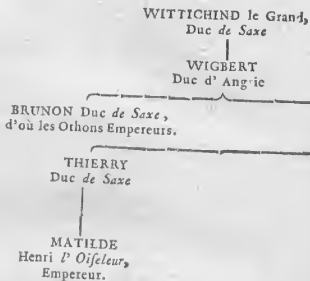 WITTICHIND le Grand,
Duc de Saxe
WIGBERT
Duc d'Angrie
BRUNON Duc de Saxe,
d'où les Othons Empereurs.
THIERRY
Duc de Saxe
MATILDE
Henri l'Oiseleur,
Empereur.